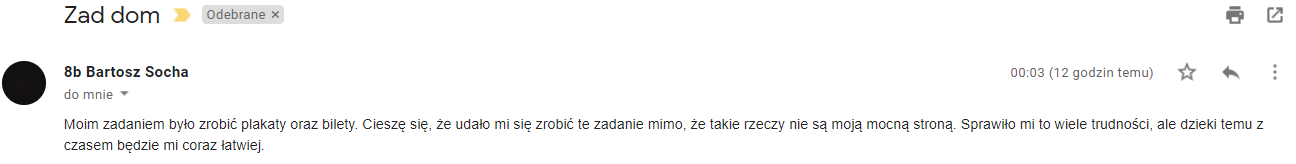 Zad dom Odebrane ×
8b Bartosz Socha 00:03 (12 godzin temu)
do mnie
Moim zadaniem było zrobić plakaty oraz bilety. Cieszę się, że udało mi się zrobić te zadanie mimo, że takie rzeczy nie są moją mocną stroną. Sprawiło mi to wiele trudności, ale dzieki temu z
czasem będzie mi coraz łatwiej.